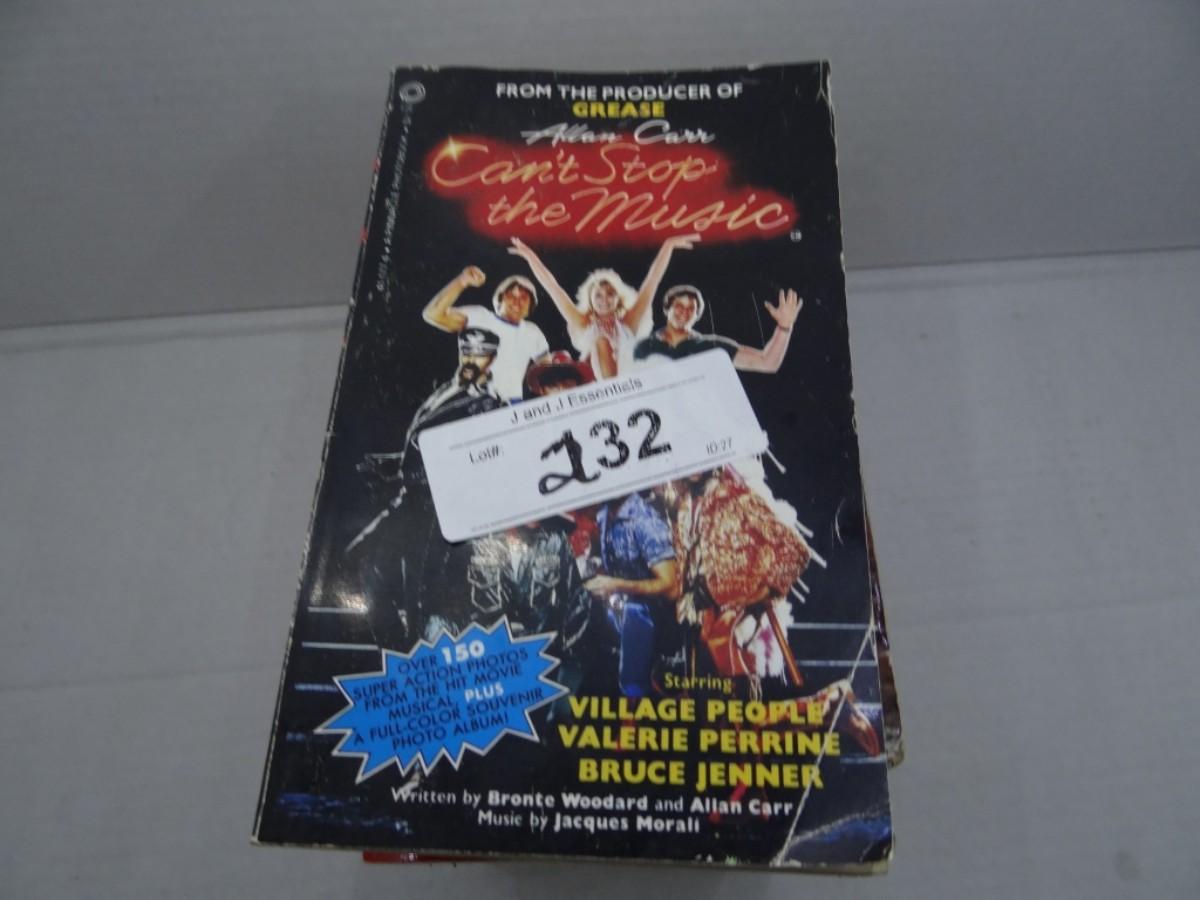 FROM THE PRODUCER OF
GREASE
Allan Carr
Can't Stop
the Music
J and J Essentials
Lot#:
232
10:27
OVER 150
SUPER ACTION PHOTOS
FROM THE HIT MOVIE
MUSICAL, PLUS
A FULL-COLOR SOUVENIR
PHOTO ALBUM!
Starring
VILLAGE PEOPLE
VALERIE PERRINE
BRUCE JENNER
Written by Bronte Woodard and Allan Carr
Music by Jacques Morali